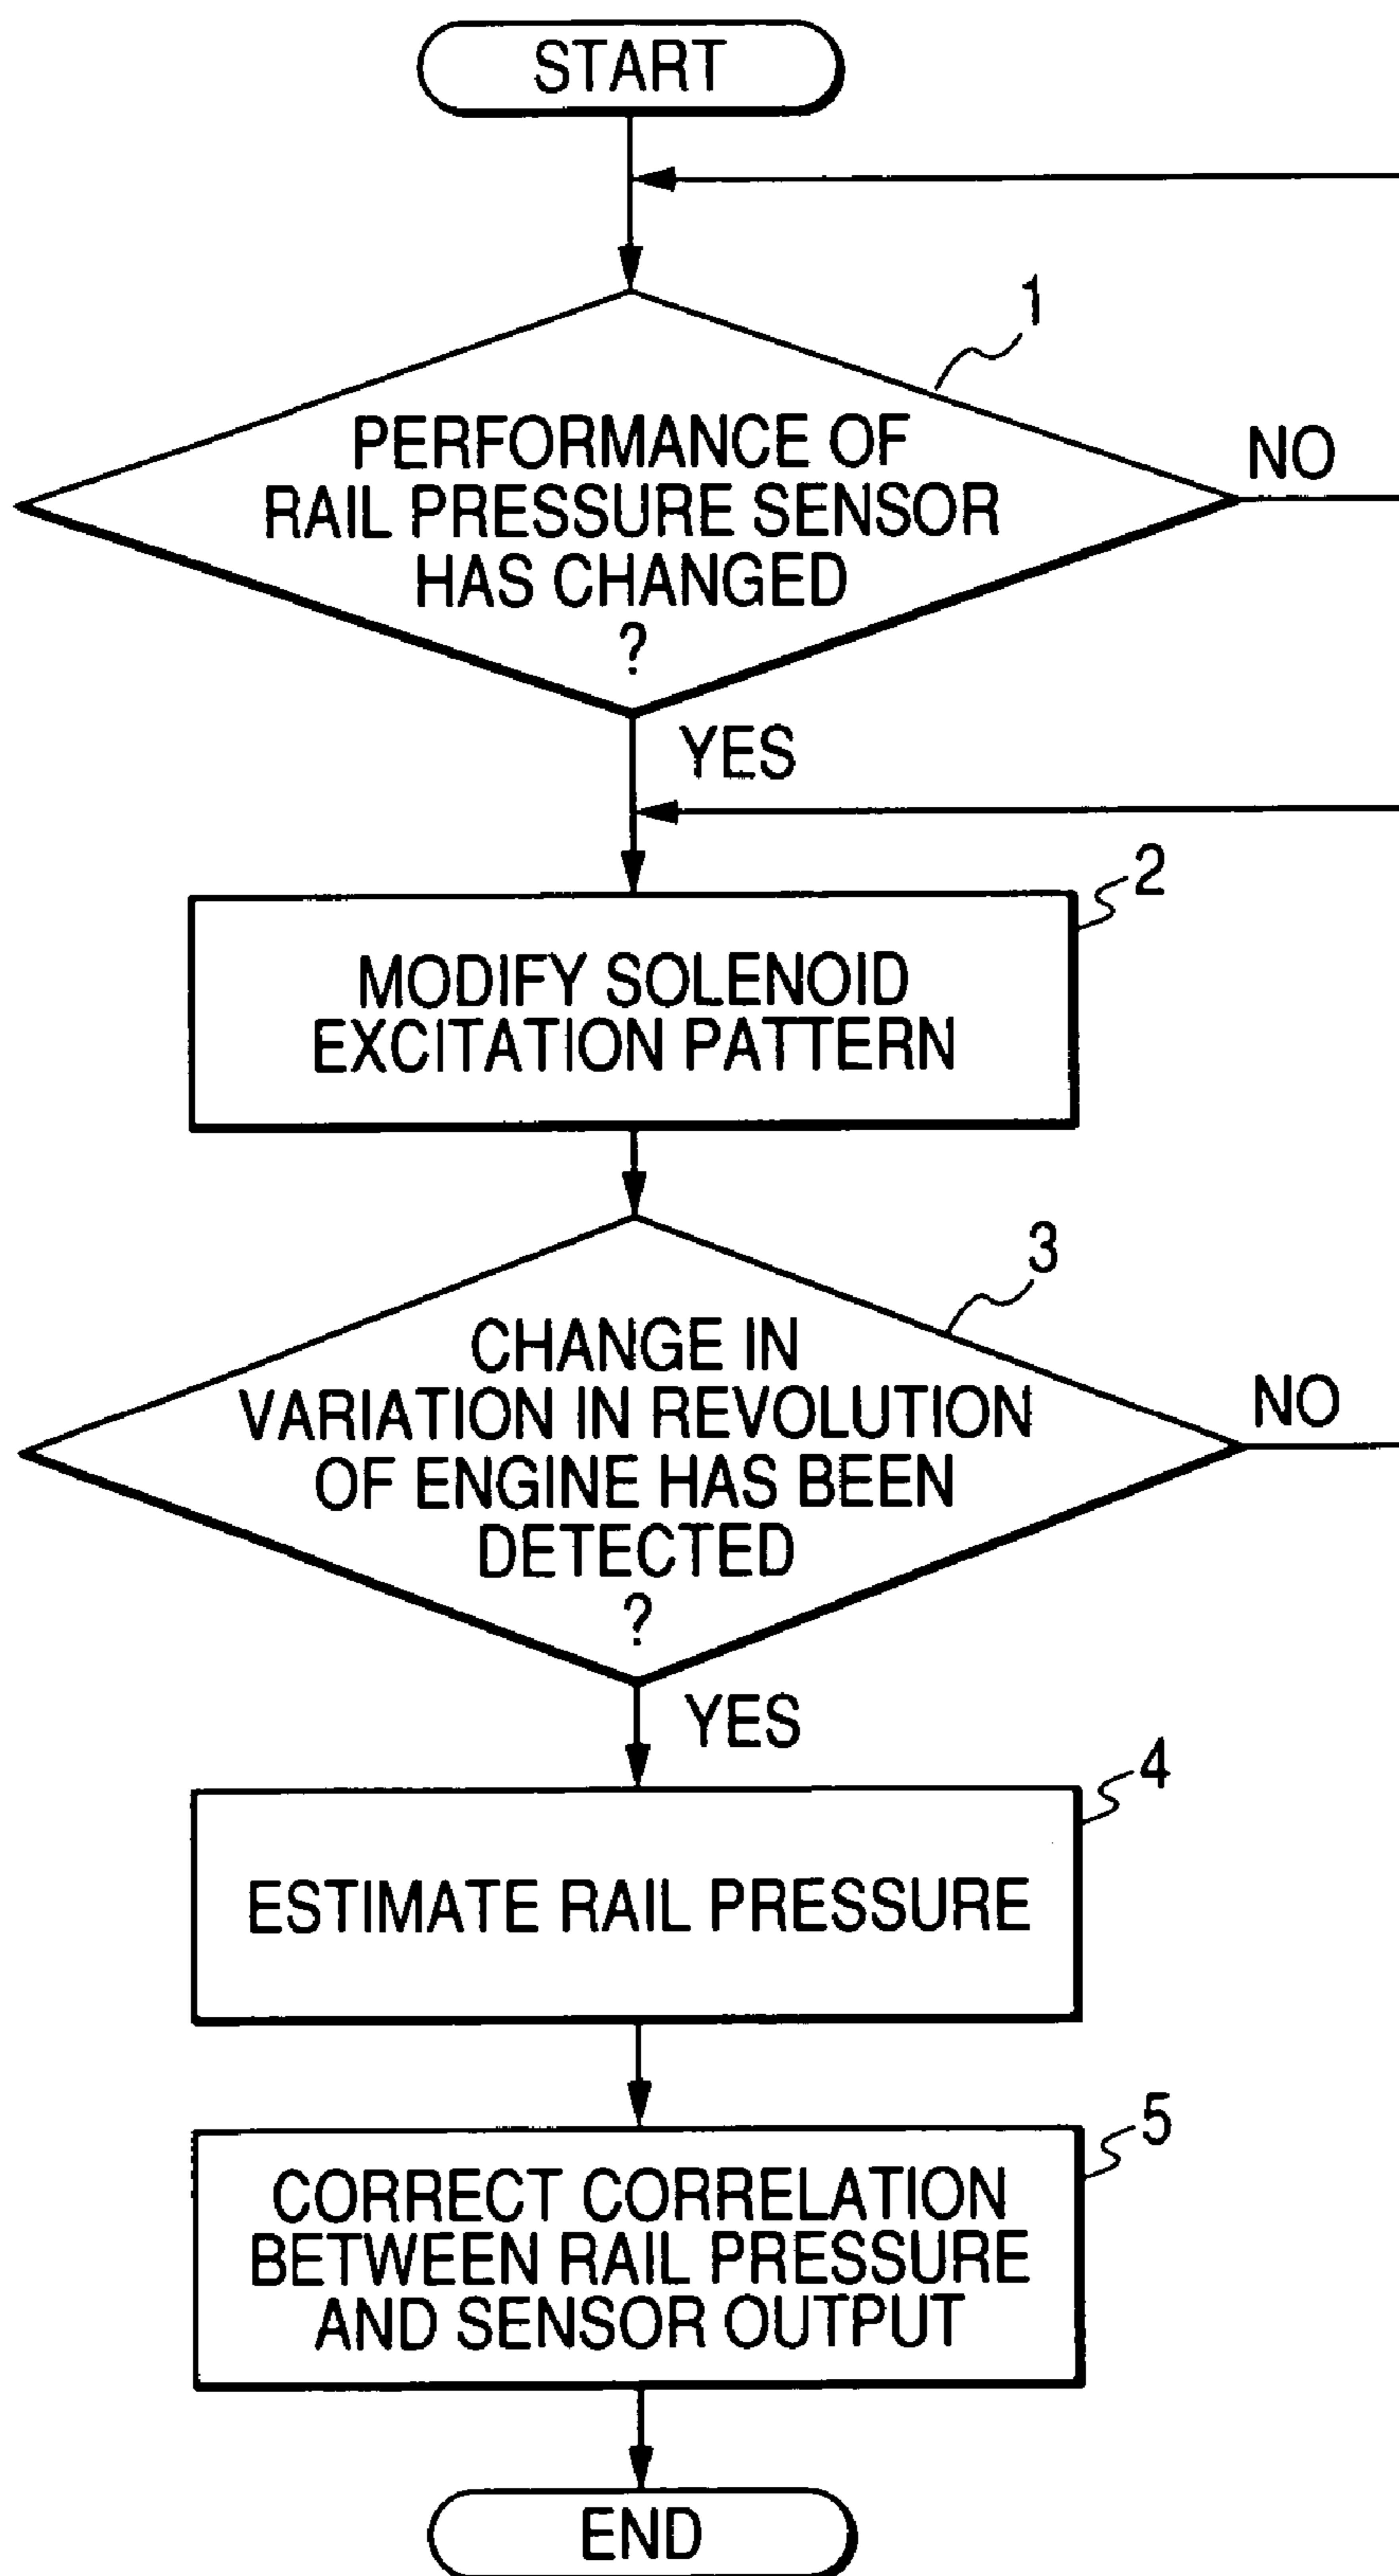 START
1
PERFORMANCE OF
RAIL PRESSURE SENSOR
HAS CHANGED
?
NO
YES
2
MODIFY SOLENOID
EXCITATION PATTERN
3
CHANGE IN
VARIATION IN REVOLUTION
OF ENGINE HAS BEEN
DETECTED
?
NO
YES
4
ESTIMATE RAIL PRESSURE
5
CORRECT CORRELATION
BETWEEN RAIL PRESSURE
AND SENSOR OUTPUT
END